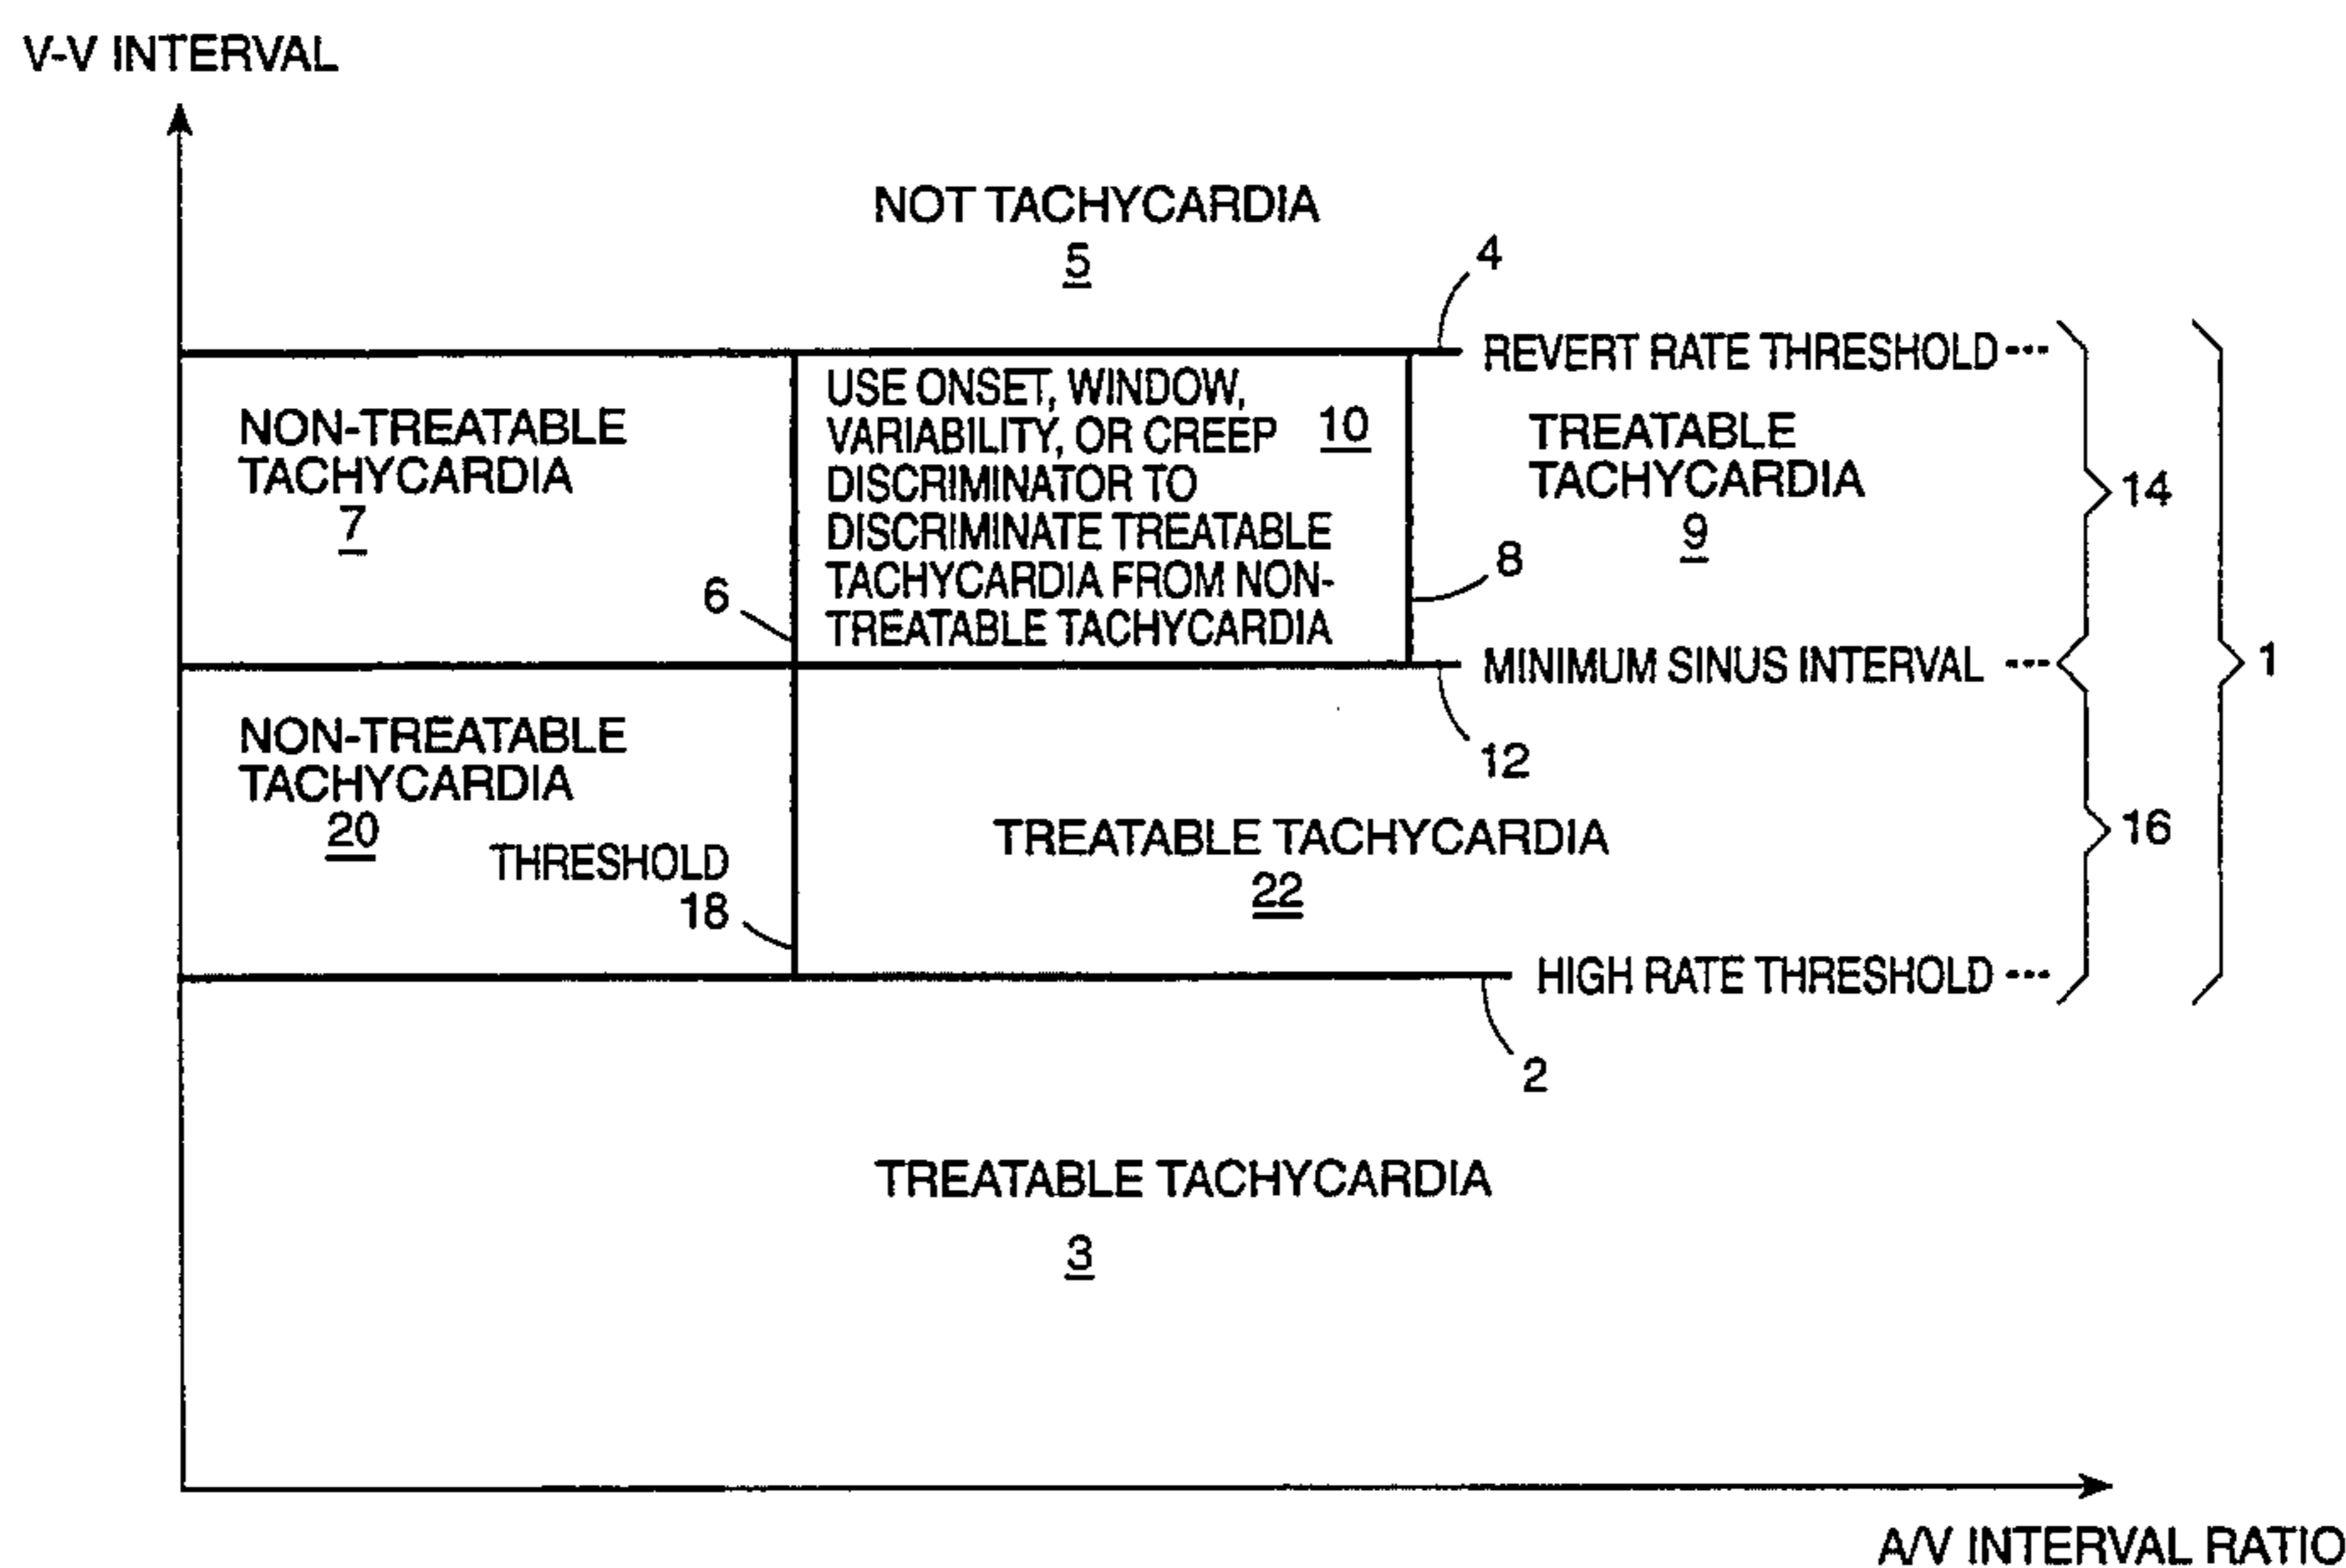 V-V INTERVAL
NOT TACHYCARDIA
5
4
REVERT RATE THRESHOLD ---
NON-TREATABLE
TACHYCARDIA
7
USE ONSET, WINDOW,
VARIABILITY, OR CREEP
DISCRIMINATOR TO
DISCRIMINATE TREATABLE
TACHYCARDIA FROM NON-
TREATABLE TACHYCARDIA
10
TREATABLE
TACHYCARDIA
9
14
6
8
MINIMUM SINUS INTERVAL ---
1
12
NON-TREATABLE
TACHYCARDIA
20
THRESHOLD
18
TREATABLE TACHYCARDIA
22
16
HIGH RATE THRESHOLD ---
2
TREATABLE TACHYCARDIA
3
A/V INTERVAL RATIO